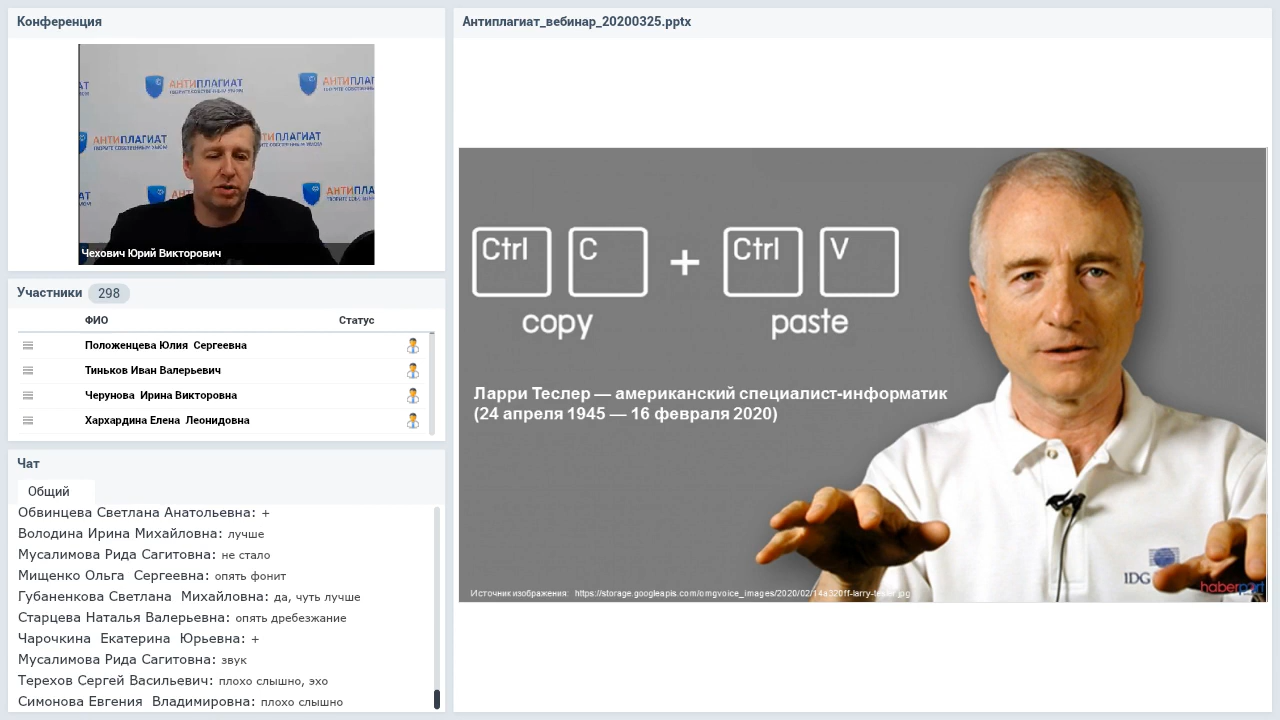 Конференция
АНТИПЛАГИАТ
АНТИПЛАГИАТ
Чехович Юрий Викторович
Участники 298
ФИО Статус
Положенцева Юлия Сергеевна
Тиньков Иван Валерьевич
Черунова Ирина Викторовна
Хархардина Елена Леонидовна
Чат
Общий
Обвинцева Светлана Анатольевна: +
Володина Ирина Михайловна: лучше
Мусалимова Рида Сагитовна: не стало
Мищенко Ольга Сергеевна: опять фонит
Губаненкова Светлана Михайловна: да, чуть лучше
Старцева Наталья Валерьевна: опять дребезжание
Чарочкина Екатерина Юрьевна: +
Мусалимова Рида Сагитовна: звук
Терехов Сергей Васильевич: плохо слышно, эхо
Симонова Евгения Владимировна: плохо слышно
Антиплагиат_вебинар_20200325.pptx
Ctrl C + Ctrl V
copy paste
Ларри Теслер — американский специалист-информатик
(24 апреля 1945 — 16 февраля 2020)
IDG
Источник изображения: https://storage.googleapis.com/omgvoice_images/2020/02/14a320ff-larry-tesler.jpg